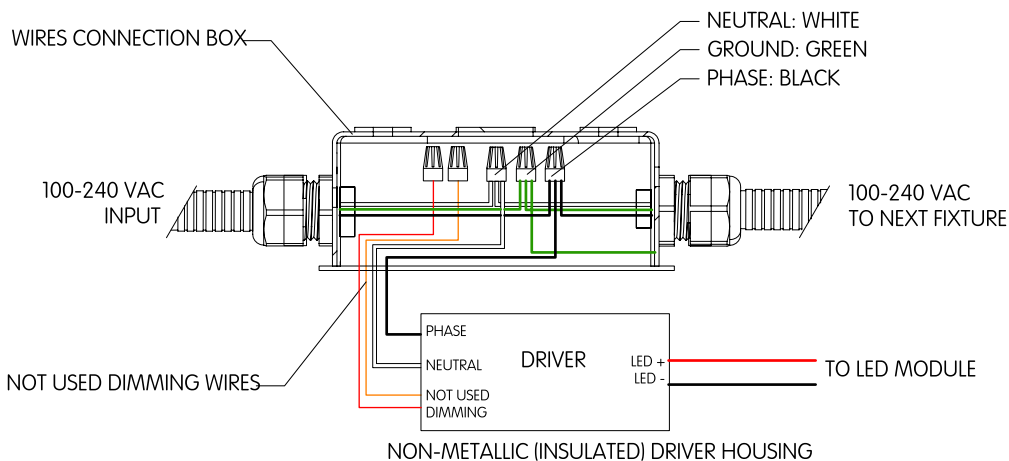 NEUTRAL: WHITE
WIRES CONNECTION BOX
GROUND: GREEN
PHASE: BLACK
100-240 VAC
INPUT
100-240 VAC
TO NEXT FIXTURE
PHASE
NEUTRAL
DRIVER
LED +
LED -
TO LED MODULE
NOT USED DIMMING WIRES
NOT USED
DIMMING
NON-METALLIC (INSULATED) DRIVER HOUSING